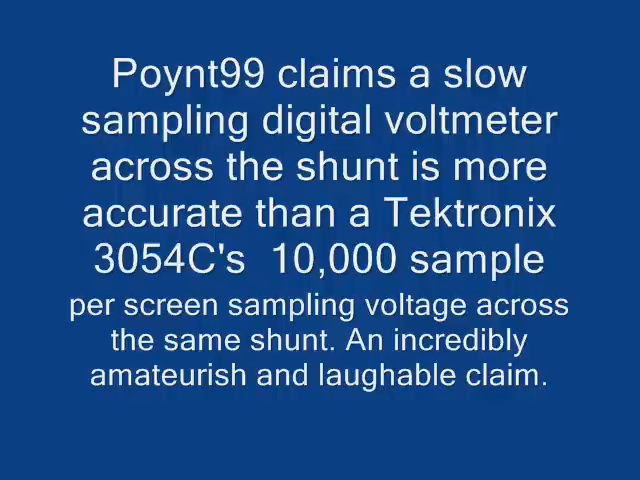 Poynt99 claims a slow
sampling digital voltmeter
across the shunt is more
accurate than a Tektronix
3054C's  10,000 sample
per screen sampling voltage across
the same shunt. An incredibly
amateurish and laughable claim.